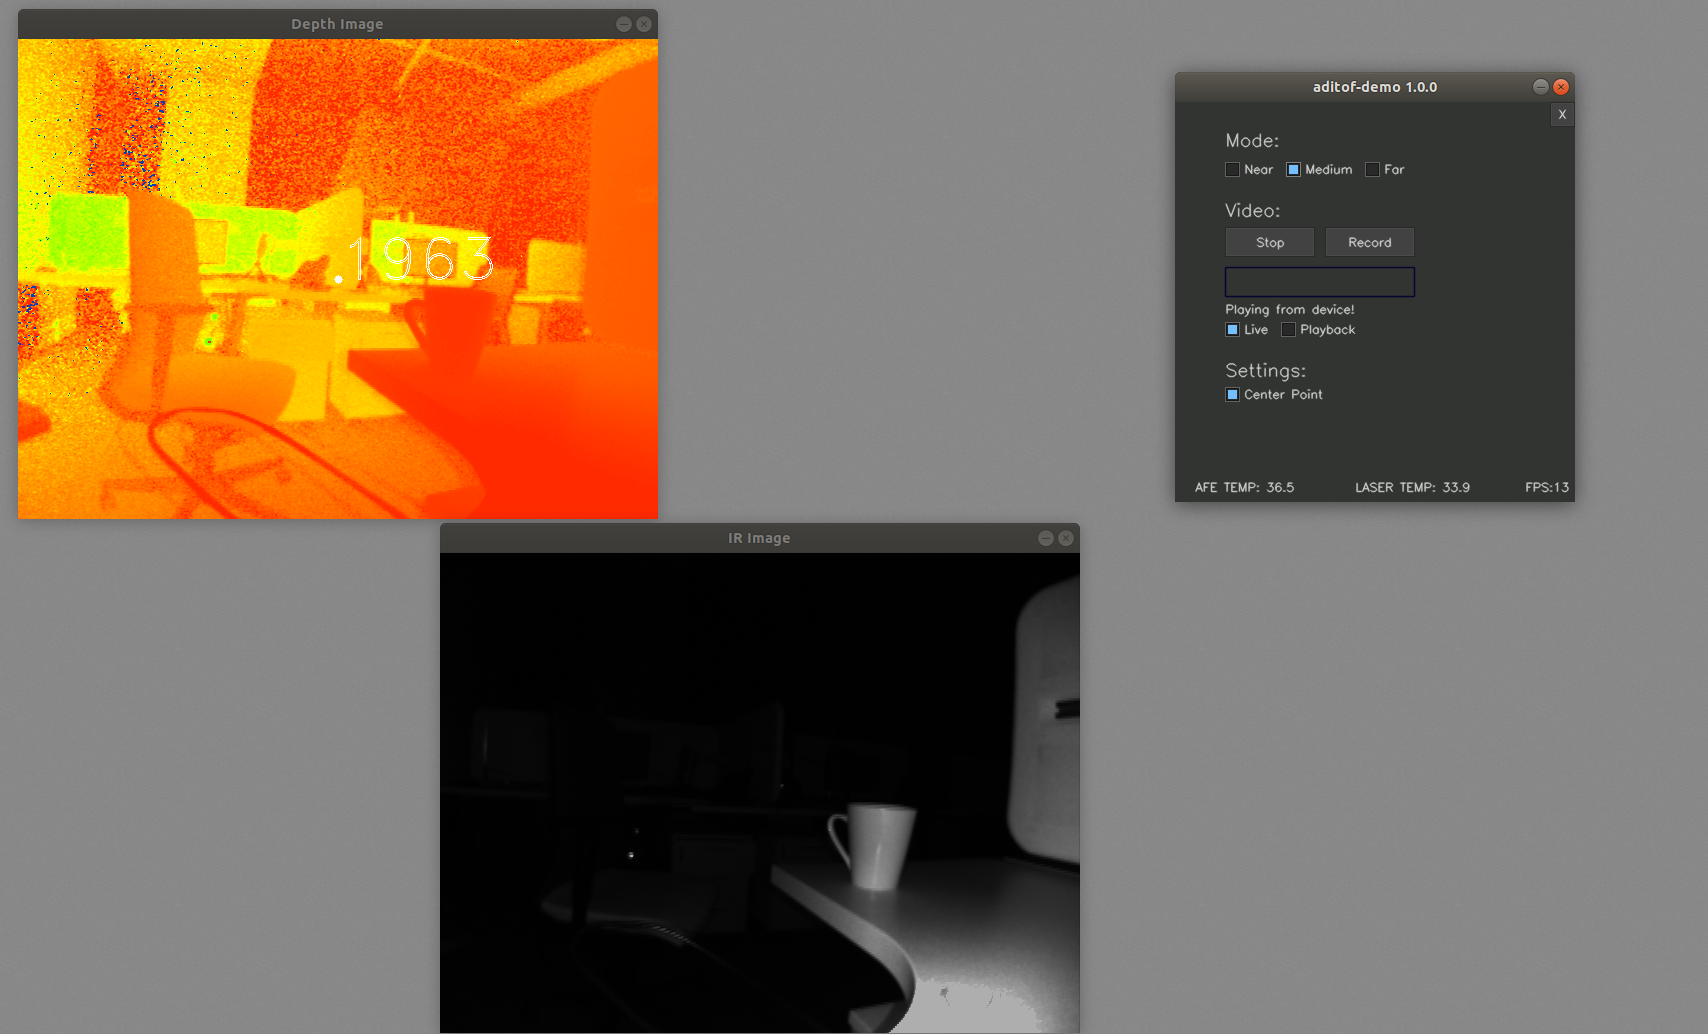 Depth Image
.1963
aditof-demo 1.0.0
X
Mode:
Near Medium Far
Video:
Stop Record
Playing from device!
Live Playback
Settings:
Center Point
AFE TEMP: 36.5 LASER TEMP: 33.9 FPS:13
IR Image